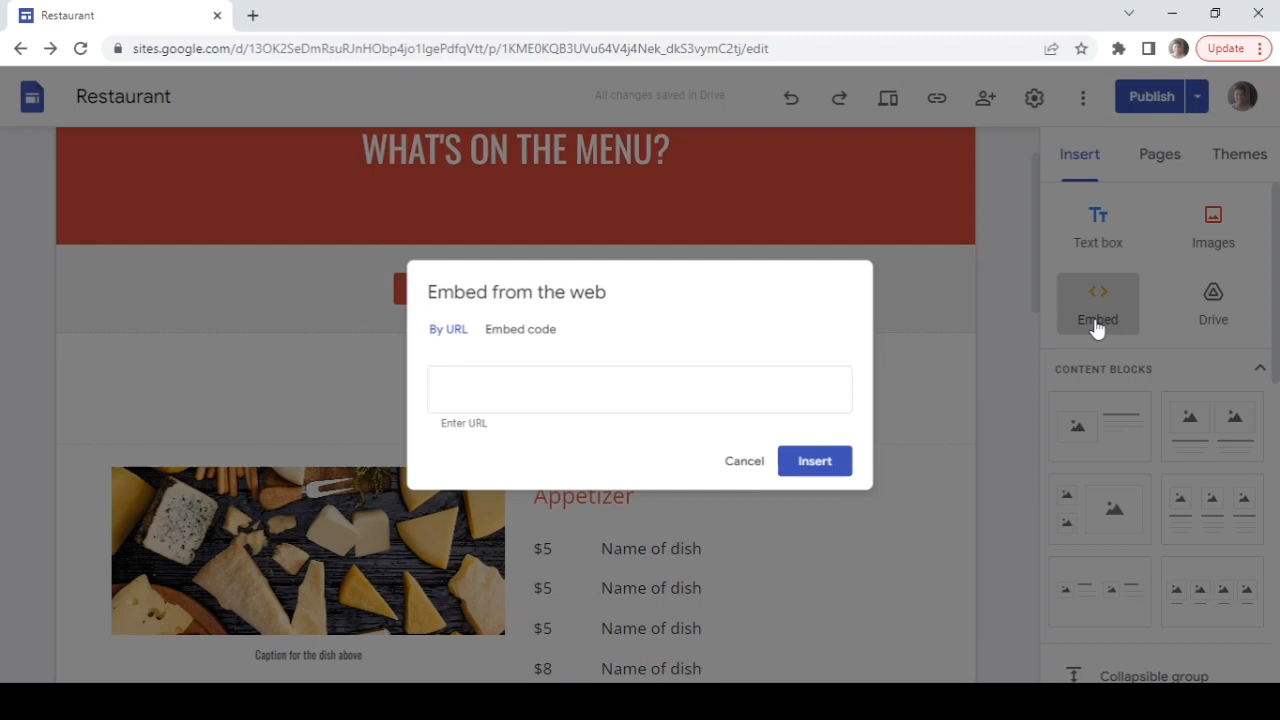 Restaurant
sites.google.com/d/13OK2SeDmRsuRJnHObp4jo1IgePdfqVtt/p/1KME0KQB3UVu64V4j4Nek_dkS3vymC2tj/edit
Update
Restaurant
All changes saved in Drive
Publish
WHAT'S ON THE MENU?
Insert Pages Themes
Text box Images
Embed Drive
Embed from the web
By URL Embed code
Enter URL
Cancel Insert
CONTENT BLOCKS
Appetizer
$5 Name of dish
$5 Name of dish
$5 Name of dish
$8 Name of dish
Caption for the dish above
Collapsible group